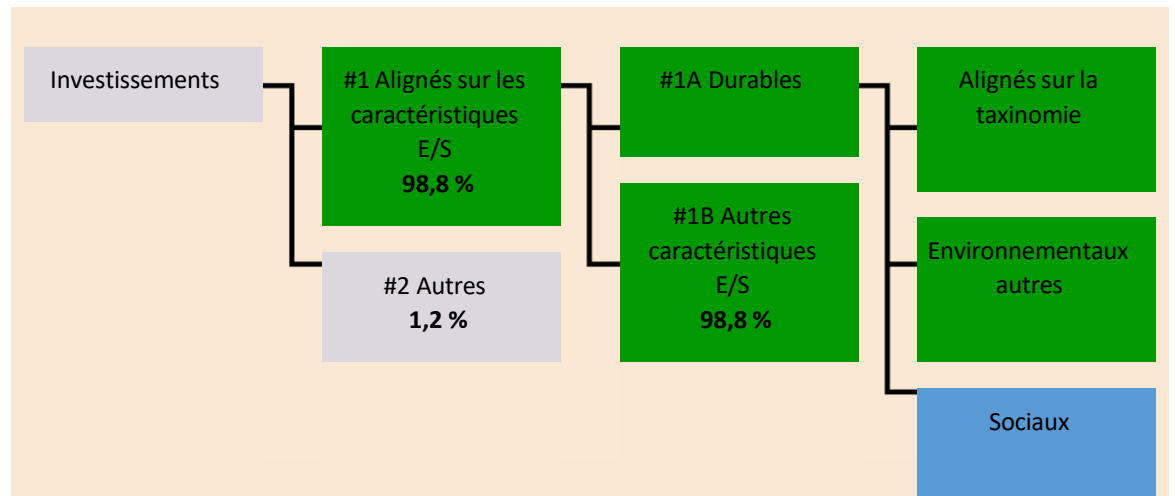 Investissements
#1 Alignés sur les
caractéristiques
E/S
98,8 %
#2 Autres
1,2 %
#1A Durables
#1B Autres
caractéristiques
E/S
98,8 %
Alignés sur la
taxinomie
Environnementaux
autres
Sociaux